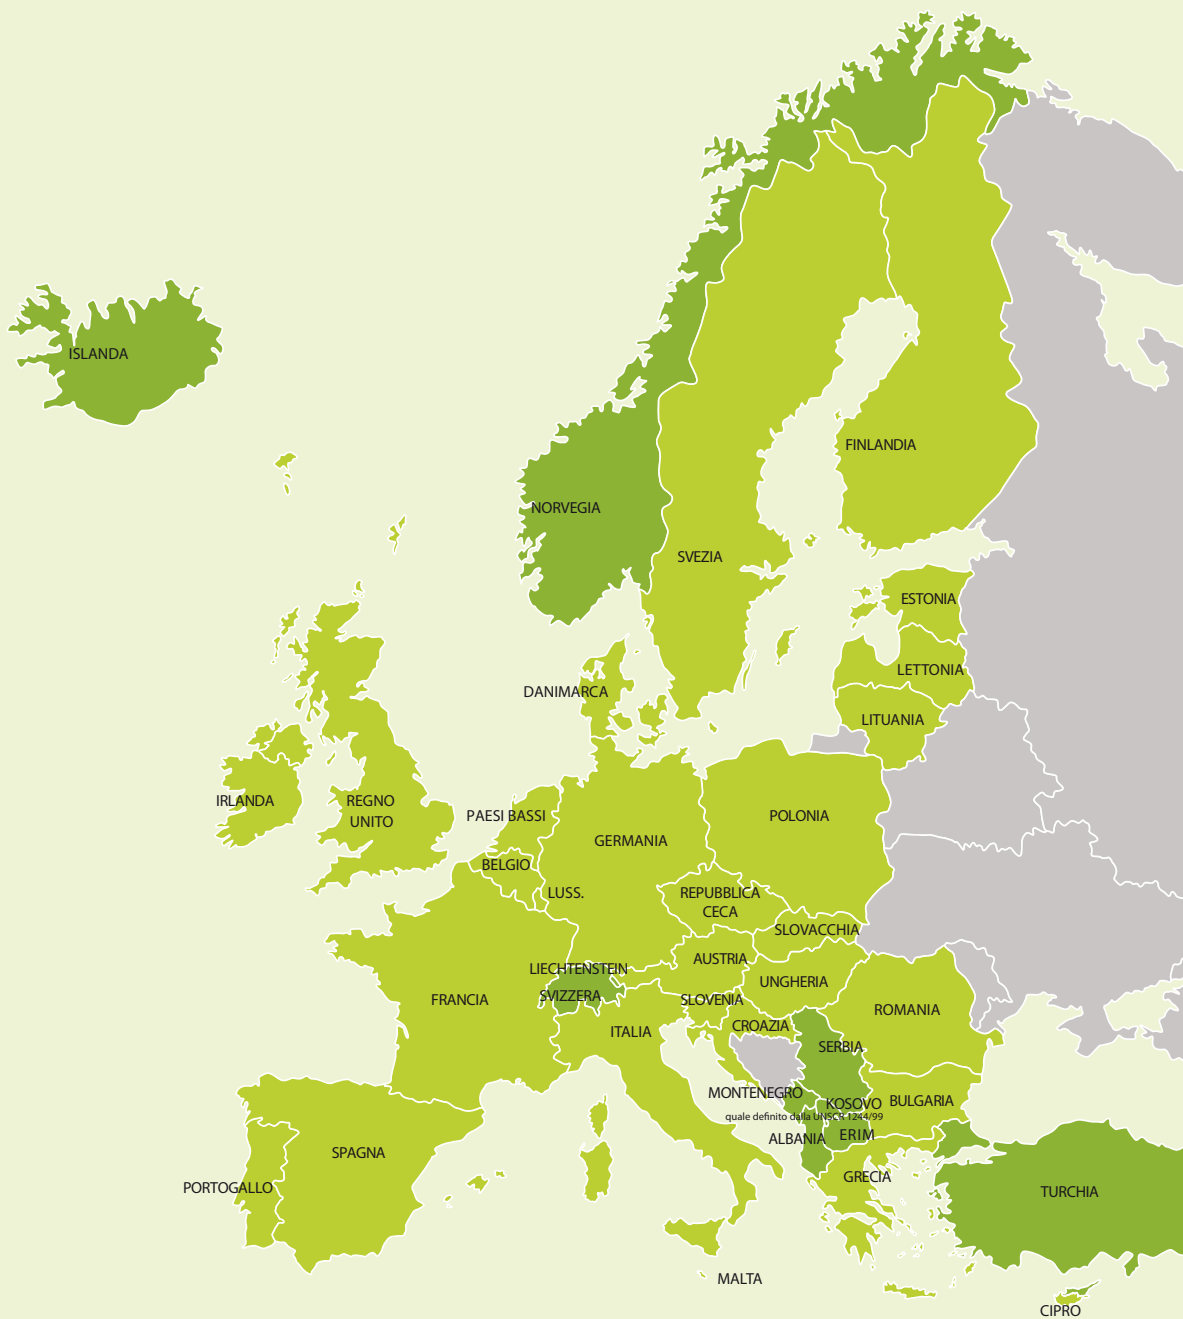 ISLANDA
FINLANDIA
NORVEGIA
SVEZIA
ESTONIA
LETTONIA
DANIMARCA
LITUANIA
IRLANDA
REGNO
UNITO
PAESI BASSI
POLONIA
GERMANIA
BELGIO
LUSS.
REPUBBLICA
CECA
SLOVACCHIA
AUSTRIA
LIECHTENSTEIN
UNGHERIA
SVIZZERA
FRANCIA
SLOVENIA
ROMANIA
CROAZIA
ITALIA
SERBIA
MONTENEGRO
KOSOVO
BULGARIA
quale definito dalla UNSCR 1244/99
ALBANIA
ERIM
SPAGNA
GRECIA
PORTOGALLO
TURCHIA
MALTA
CIPRO